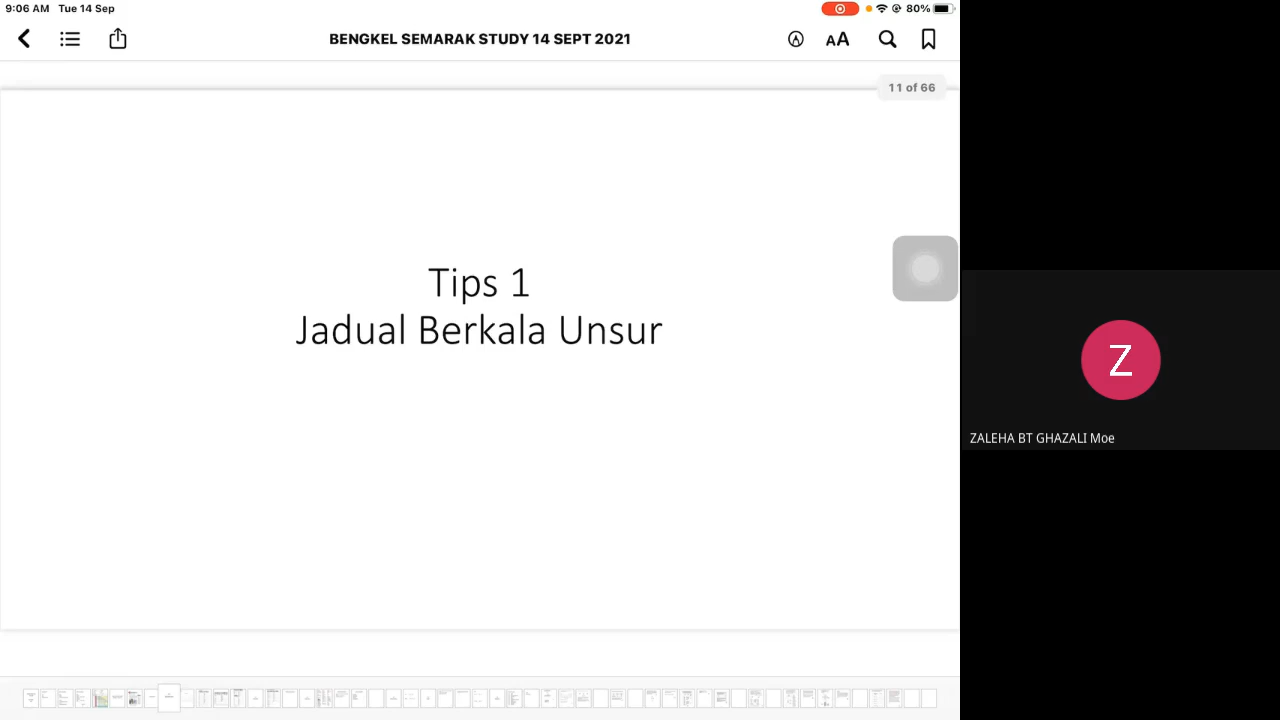 9:06 AM Tue 14 Sep
80%
BENGKEL SEMARAK STUDY 14 SEPT 2021
AA
11 of 66
Tips 1
Jadual Berkala Unsur
Z
ZALEHA BT GHAZALI Moe